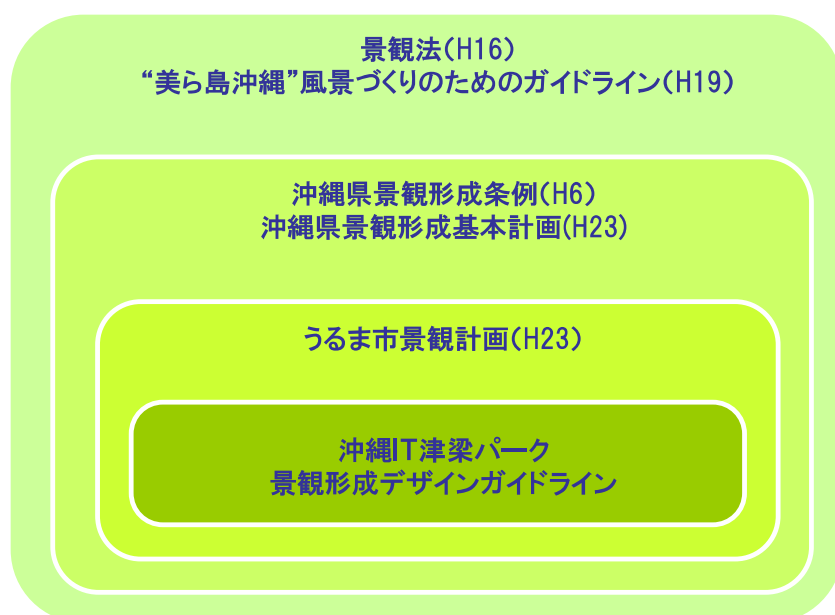 景観法(H16)
“美ら島沖縄”風景づくりのためのガイドライン(H19)
沖縄県景観形成条例(H6)
沖縄県景観形成基本計画(H23)
うるま市景観計画(H23)
沖縄IT津梁パーク
景観形成デザインガイドライン